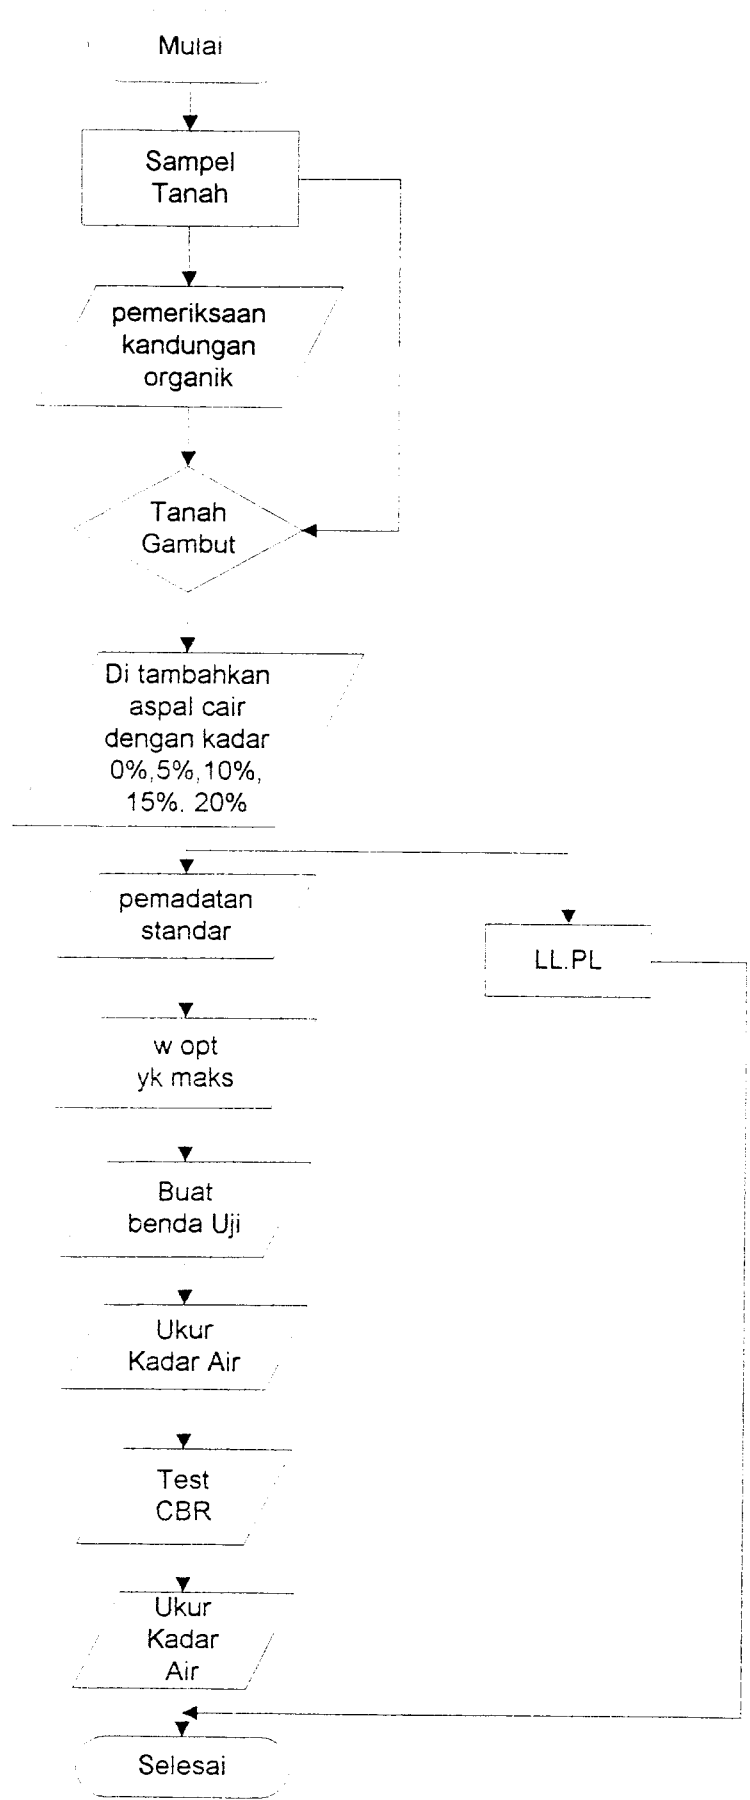 Mulai
Sampel
Tanah
pemeriksaan
kandungan
organik
Tanah
Gambut
Di tambahkan
aspal cair
dengan kadar
0%,5%,10%,
15%. 20%
pemadatan
standar
LL.PL
w opt
yk maks
Buat
benda Uji
Ukur
Kadar Air
Test
CBR
Ukur
Kadar
Air
Selesai